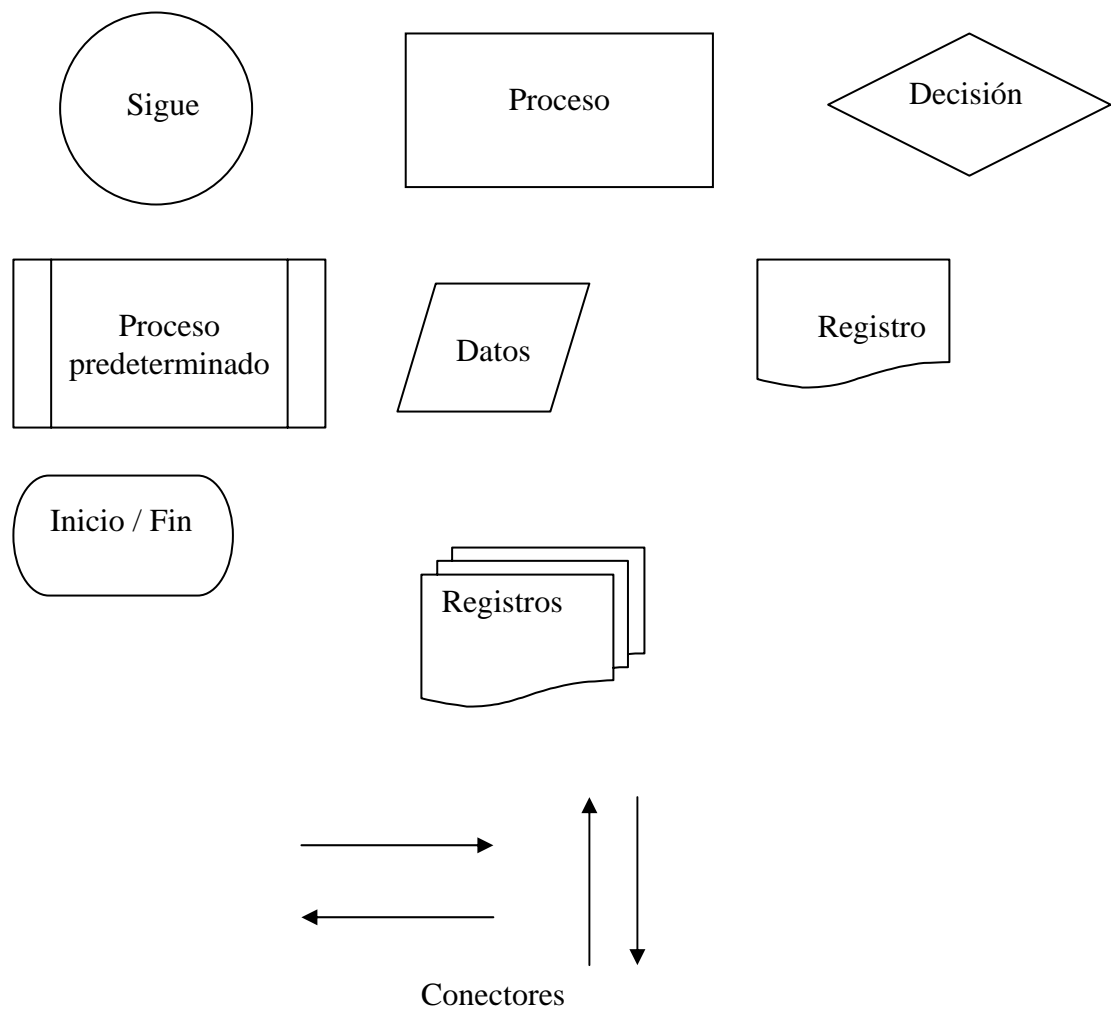 Sigue
Proceso
Decisión
Proceso
predeterminado
Datos
Registro
Inicio / Fin
Registros
Conectores